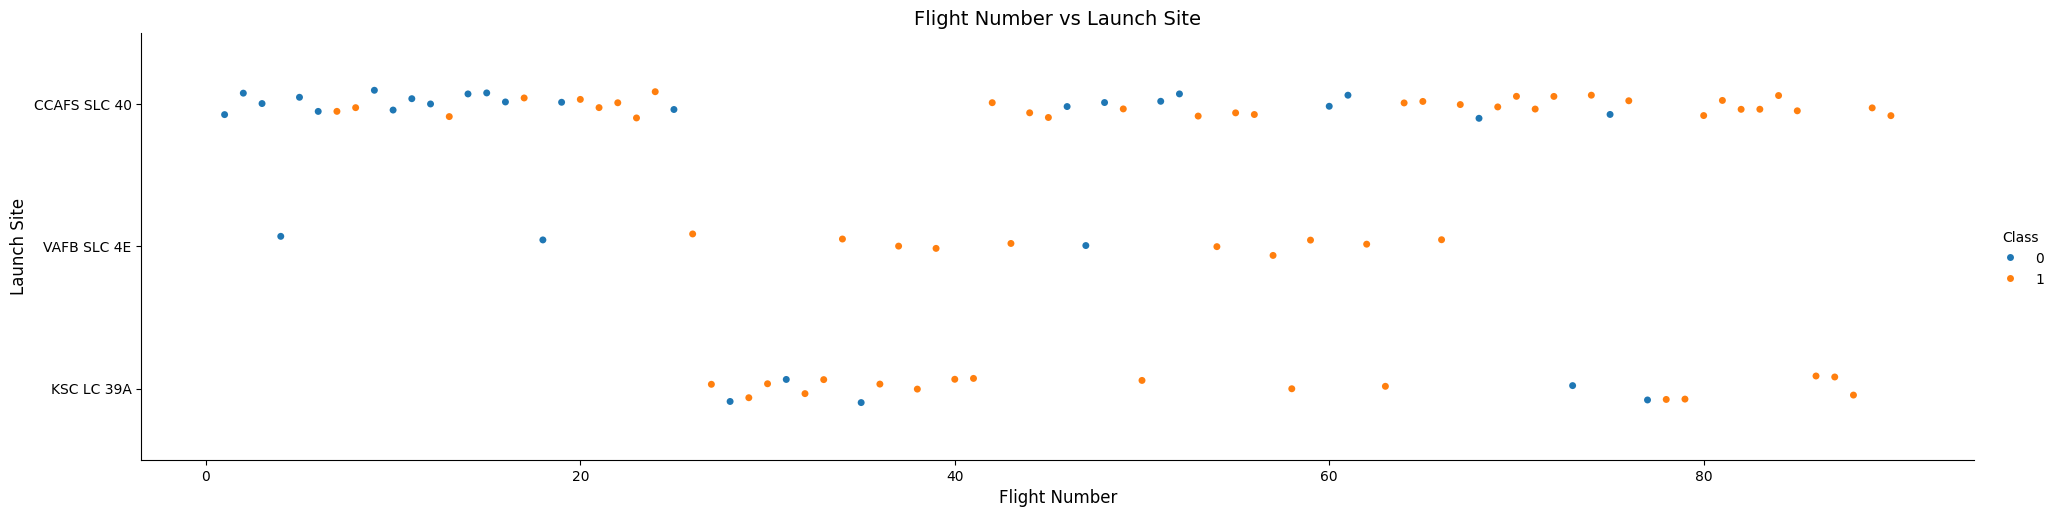 Flight Number vs Launch Site
Launch Site
CCAFS SLC 40
VAFB SLC 4E
KSC LC 39A
0
20
40
60
80
Flight Number
Class
0
1